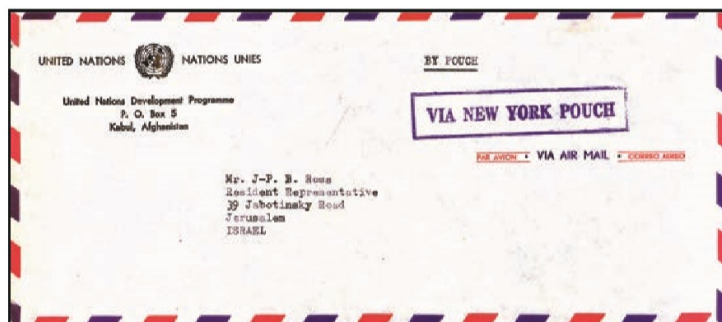 UNITED NATIONS NATIONS UNIES
United Nations Development Programme
P. O. Box 5
Kabul, Afghanistan
BY POUCH
VIA NEW YORK POUCH
PAR AVION • VIA AIR MAIL • CORREO AEREO
Mr. J-P. B. Ross
Resident Representative
39 Jabotinsky Road
Jerusalem
ISRAEL